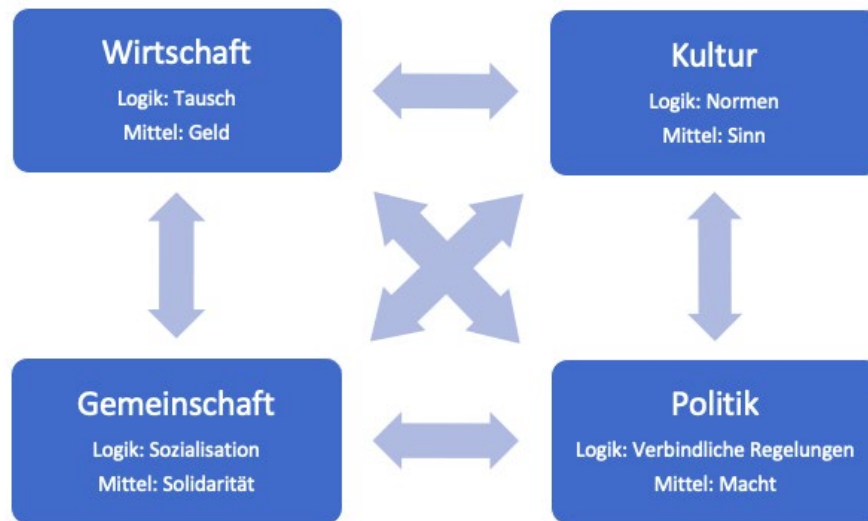 Wirtschaft
Logik: Tausch
Mittel: Geld
Kultur
Logik: Normen
Mittel: Sinn
Gemeinschaft
Logik: Sozialisation
Mittel: Solidarität
Politik
Logik: Verbindliche Regelungen
Mittel: Macht